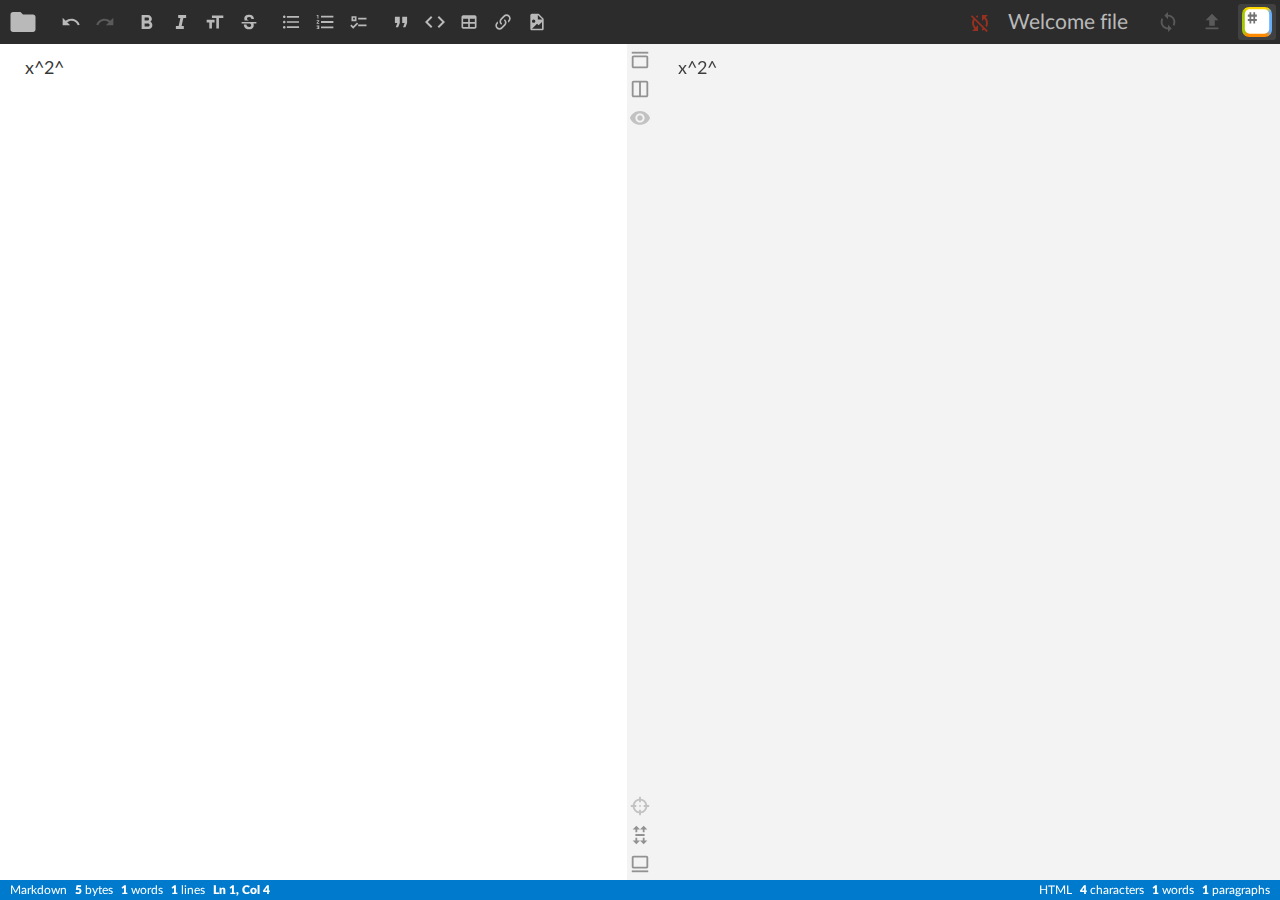 Welcome file
#
x^2^
x^2^
Markdown 5 bytes 1 words 1 lines Ln 1, Col 4
HTML 4 characters 1 words 1 paragraphs